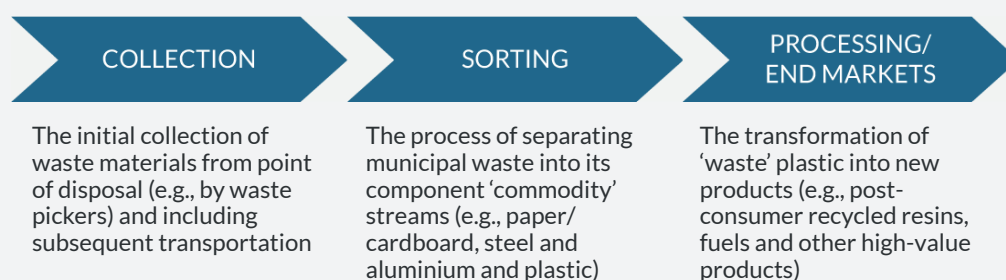 COLLECTION
The initial collection of
waste materials from point
of disposal (e.g., by waste
pickers) and including
subsequent transportation
SORTING
The process of separating
municipal waste into its
component ‘commodity’
streams (e.g., paper/
cardboard, steel and
aluminium and plastic)
PROCESSING/
END MARKETS
The transformation of
‘waste’ plastic into new
products (e.g., post-
consumer recycled resins,
fuels and other high-value
products)